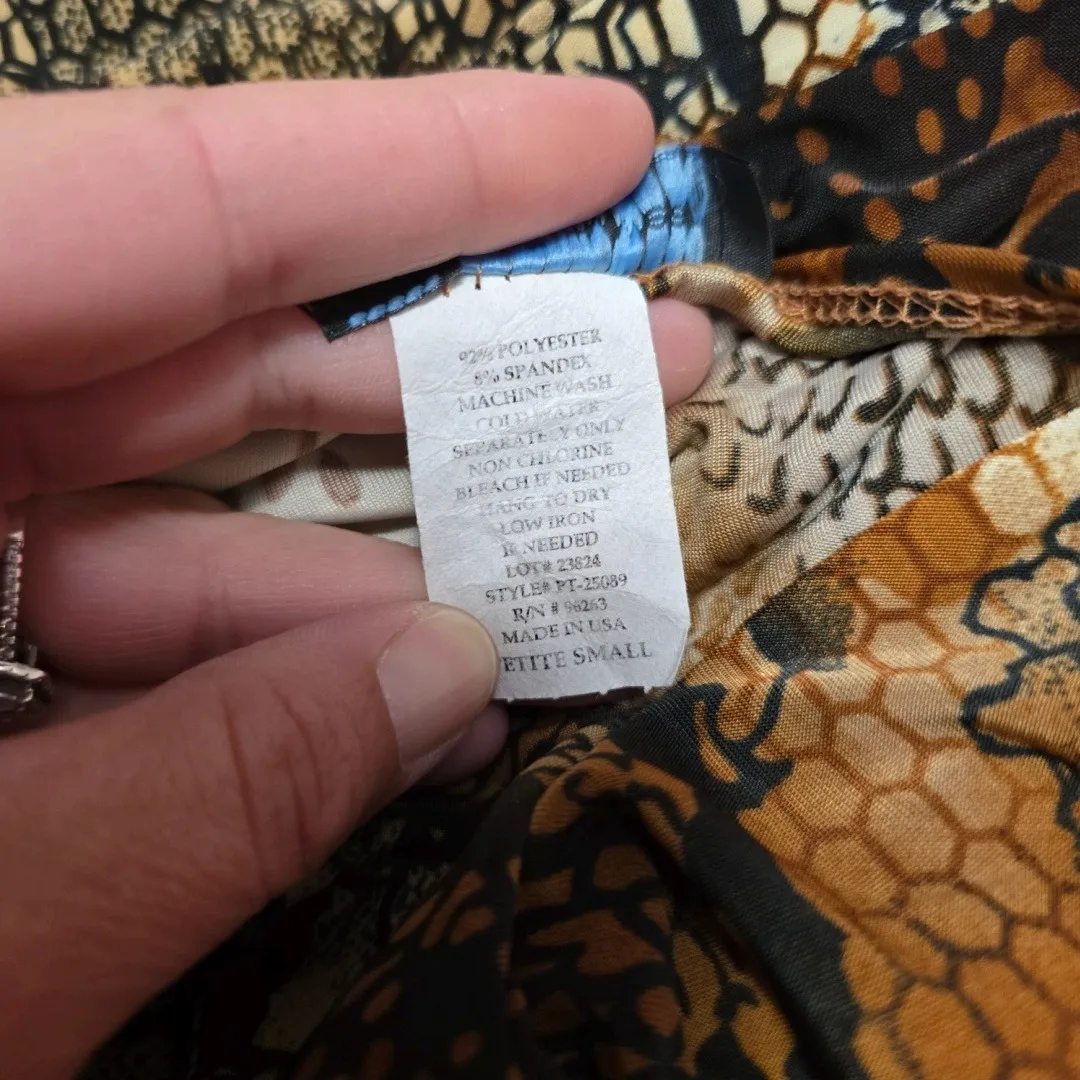 92% POLYESTER
8% SPANDEX
MACHINE WASH
COLD WATER
SEPARATELY ONLY
NON CHLORINE
BLEACH IF NEEDED
HANG TO DRY
LOW IRON
IF NEEDED
LOT# 23824
STYLE# PT-25089
R/N # 96263
MADE IN USA
ETITE SMALL